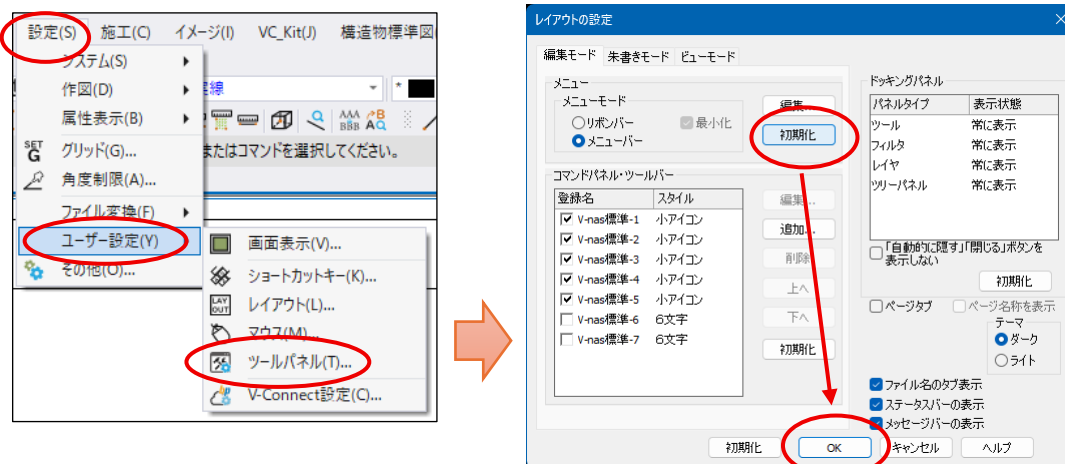 設定(S) 施工(C) イメージ(I) VC_Kit(J) 構造物標準図
システム(S)
作図(D)
属性表示(B)
SET
G
グリッド(G)...
角度制限(A)...
ファイル変換(F)
ユーザー設定(Y)
その他(O)...
線
*
AAA
BBB
B
AQ
またはコマンドを選択してください。
画面表示(V)...
ショートカットキー(K)...
LAY
OUT
レイアウト(L)...
マウス(M)...
ツールパネル(T)...
V-Connect設定(C)...
レイアウトの設定
編集モード 朱書きモード ビューモード
メニュー
メニューモード
リボンバー 最小化
メニューバー
編集...
初期化
コマンドパネル・ツールバー
登録名 スタイル
V-nas標準-1 小アイコン
V-nas標準-2 小アイコン
V-nas標準-3 小アイコン
V-nas標準-4 小アイコン
V-nas標準-5 小アイコン
V-nas標準-6 6文字
V-nas標準-7 6文字
編集...
追加...
削除
上へ
下へ
初期化
ドッキングパネル
パネルタイプ 表示状態
ツール 常に表示
フィルタ 常に表示
レイヤ 常に表示
ツリーパネル 常に表示
「自動的に隠す」「閉じる」ボタンを
表示しない
初期化
ページタブ ページ名称を表示
テーマ
ダーク
ライト
ファイル名のタブ表示
ステータスバーの表示
メッセージバーの表示
初期化 OK キャンセル ヘルプ